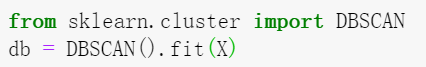 from sklearn.cluster import DBSCAN
db = DBSCAN().fit(X)